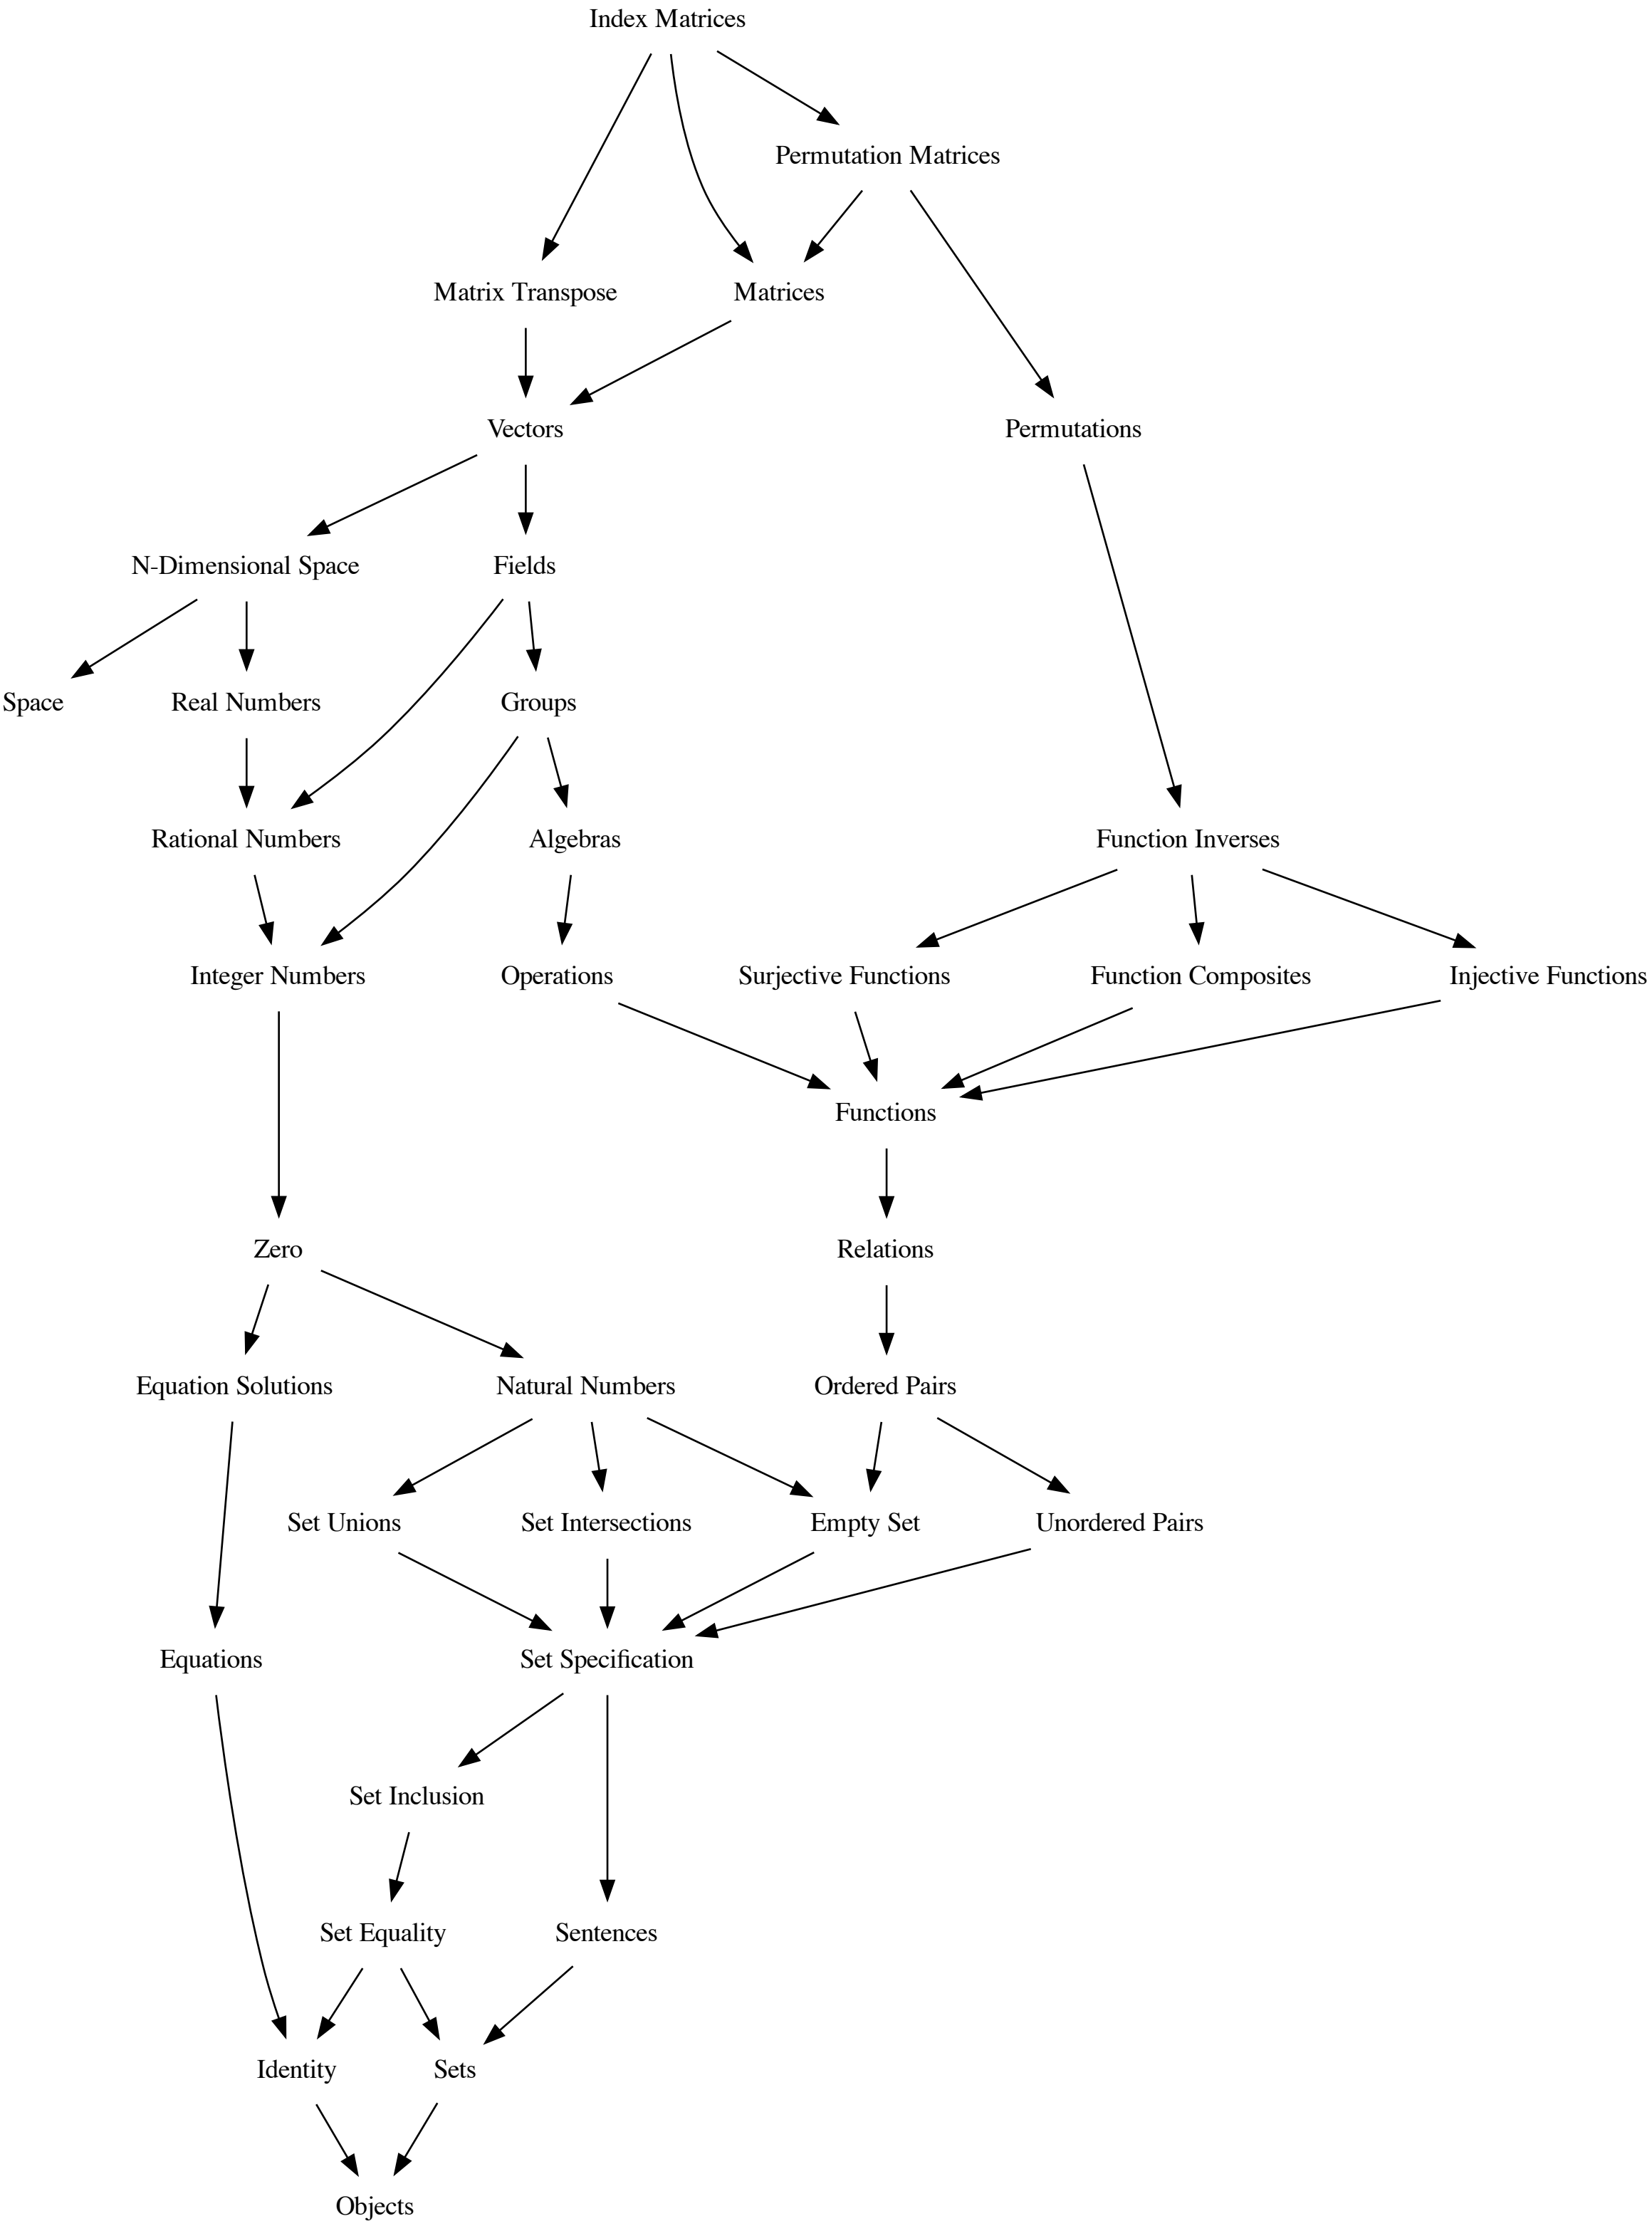 Index Matrices
Permutation Matrices
Matrix Transpose
Matrices
Vectors
Permutations
N-Dimensional Space
Fields
Space
Real Numbers
Groups
Rational Numbers
Algebras
Function Inverses
Integer Numbers
Operations
Surjective Functions
Function Composites
Injective Functions
Functions
Zero
Relations
Equation Solutions
Natural Numbers
Ordered Pairs
Set Unions
Set Intersections
Empty Set
Unordered Pairs
Equations
Set Specification
Set Inclusion
Set Equality
Sentences
Identity
Sets
Objects